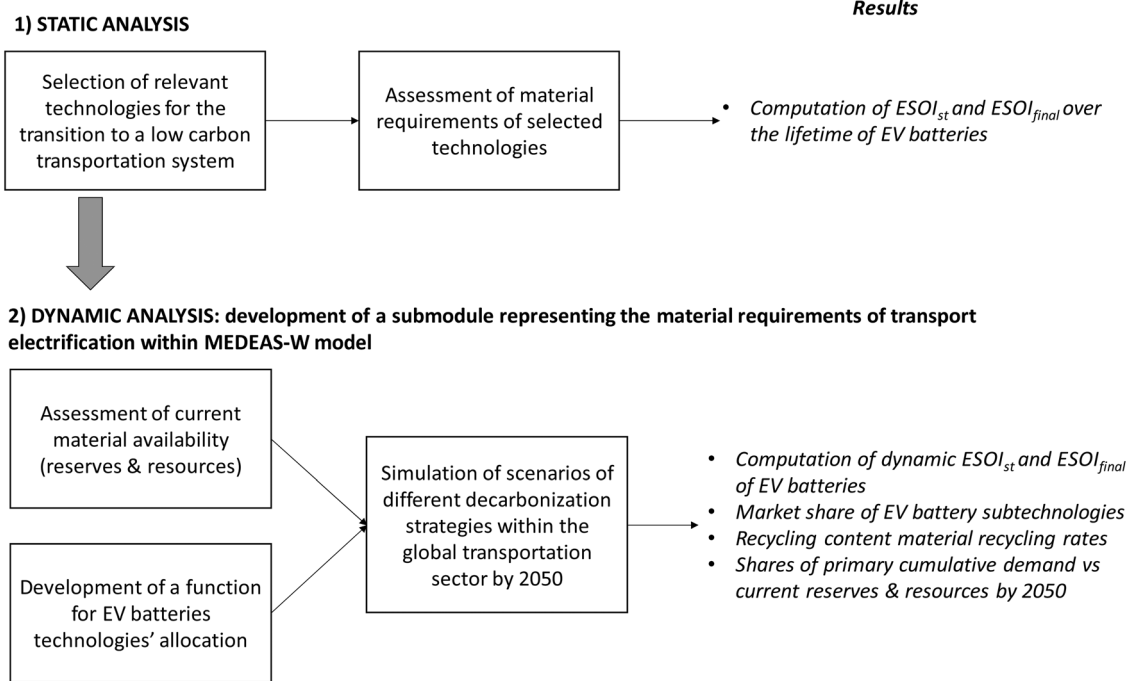 Results
1) STATIC ANALYSIS
Selection of relevant
technologies for the
transition to a low carbon
transportation system
Assessment of material
requirements of selected
technologies
• Computation of ESOIst and ESOIfinal over
the lifetime of EV batteries
2) DYNAMIC ANALYSIS: development of a submodule representing the material requirements of transport
electrification within MEDEAS-W model
Assessment of current
material availability
(reserves & resources)
Development of a function
for EV batteries
technologies’ allocation
Simulation of scenarios of
different decarbonization
strategies within the
global transportation
sector by 2050
• Computation of dynamic ESOIst and ESOIfinal
of EV batteries
• Market share of EV battery subtechnologies
• Recycling content material recycling rates
• Shares of primary cumulative demand vs
current reserves & resources by 2050